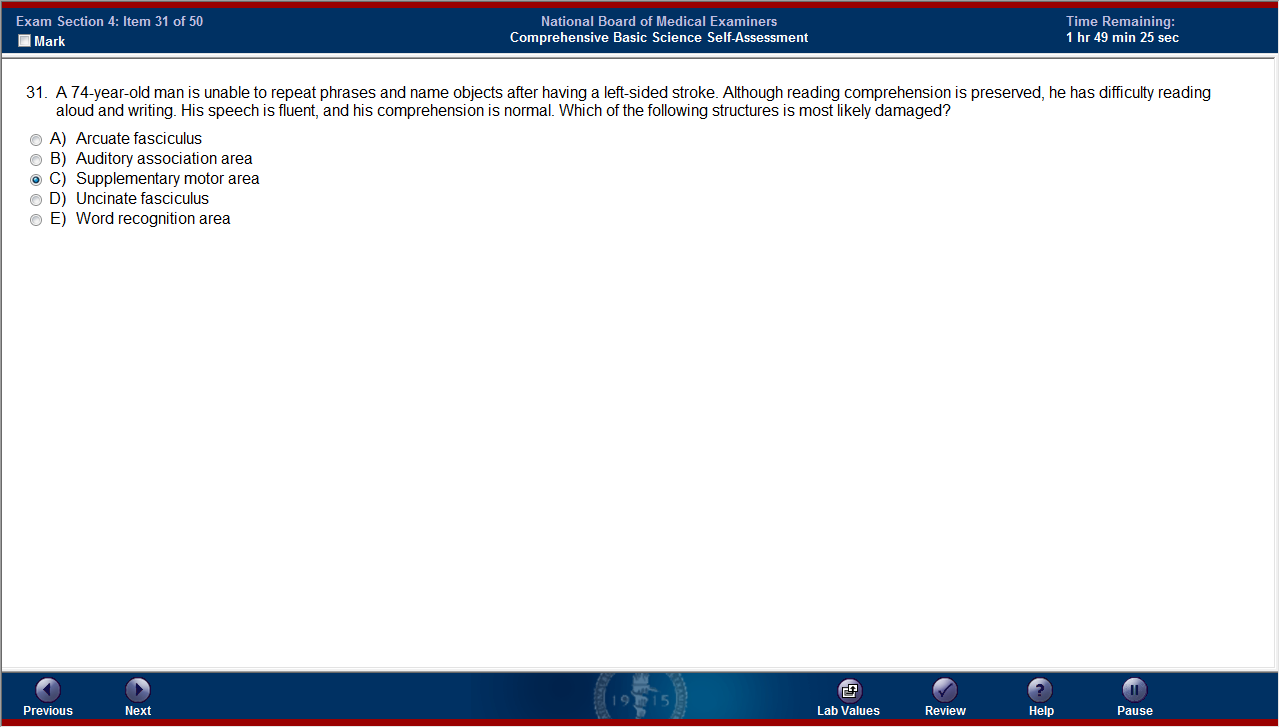 Exam Section 4: Item 31 of 50
National Board of Medical Examiners
Time Remaining:
Mark
Comprehensive Basic Science Self-Assessment
1 hr 49 min 25 sec
31. A 74-year-old man is unable to repeat phrases and name objects after having a left-sided stroke. Although reading comprehension is preserved, he has difficulty reading
aloud and writing. His speech is fluent, and his comprehension is normal. Which of the following structures is most likely damaged?
A) Arcuate fasciculus
B) Auditory association area
C) Supplementary motor area
D) Uncinate fasciculus
E) Word recognition area
1915
Previous
Next
Lab Values
Review
Help
Pause